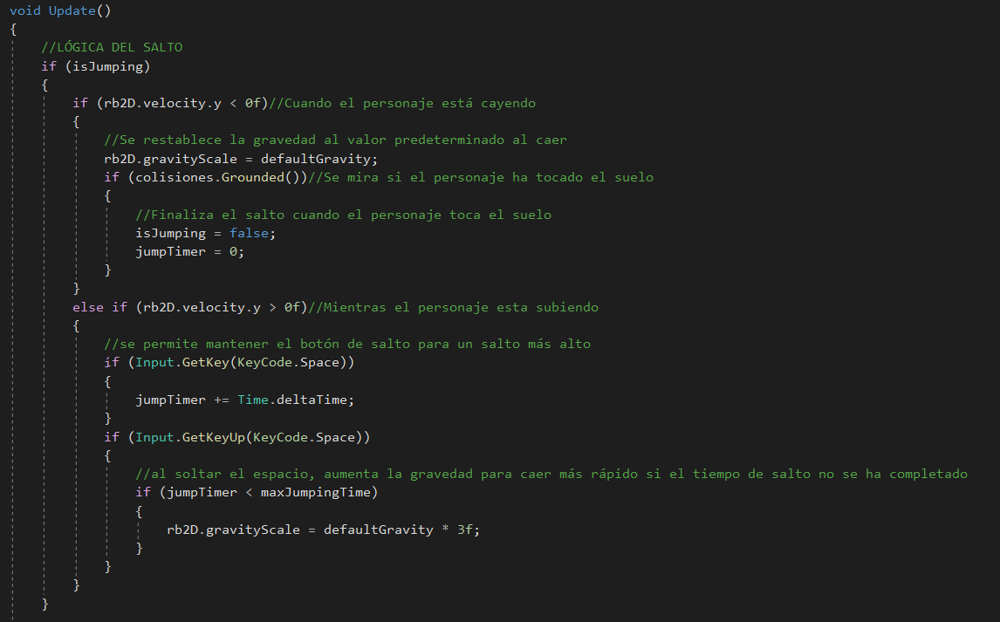 void Update()
{
    //LÓGICA DEL SALTO
    if (isJumping)
    {
        if (rb2D.velocity.y < 0f)//Cuando el personaje está cayendo
        {
            //Se restablece la gravedad al valor predeterminado al caer
            rb2D.gravityScale = defaultGravity;
            if (colisiones.Grounded())//Se mira si el personaje ha tocado el suelo
            {
                //Finaliza el salto cuando el personaje toca el suelo
                isJumping = false;
                jumpTimer = 0;
            }
        }
        else if (rb2D.velocity.y > 0f)//Mientras el personaje esta subiendo
        {
            //se permite mantener el botón de salto para un salto más alto
            if (Input.GetKey(KeyCode.Space))
            {
                jumpTimer += Time.deltaTime;
            }
            if (Input.GetKeyUp(KeyCode.Space))
            {
                //al soltar el espacio, aumenta la gravedad para caer más rápido si el tiempo de salto no se ha completado
                if (jumpTimer < maxJumpingTime)
                {
                    rb2D.gravityScale = defaultGravity * 3f;
                }
            }
        }
    }